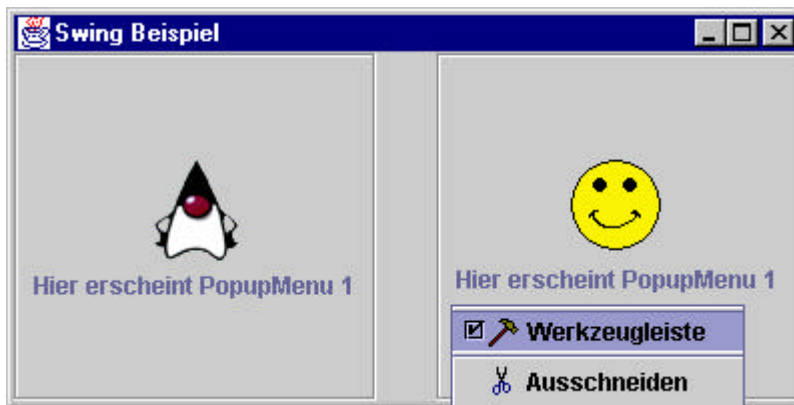 Swing Beispiel
Hier erscheint PopupMenu 1
Hier erscheint PopupMenu 1
Werkzeugleiste
Ausschneiden